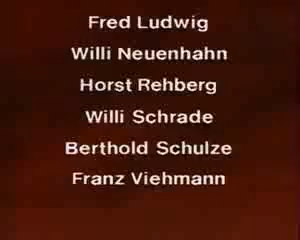 Fred Ludwig
Willi Neuenhahn
Horst Rehberg
Willi Schrade
Berthold Schulze
Franz Viehmann